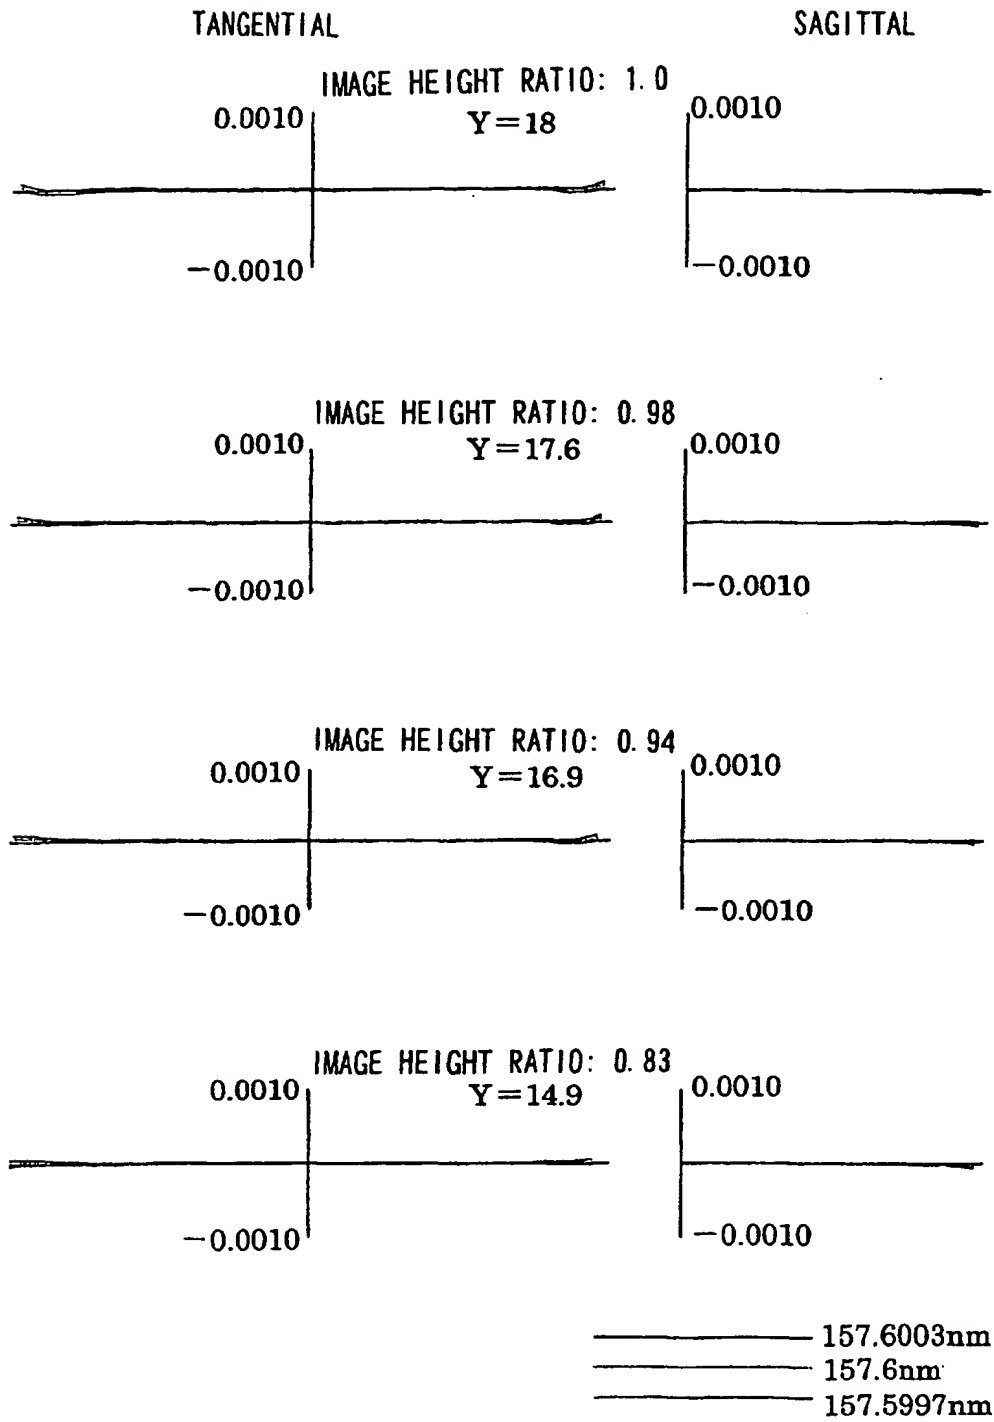 TANGENTIAL SAGITTAL
IMAGE HEIGHT RATIO: 1.0
0.0010 Y=18 0.0010
−0.0010 −0.0010
IMAGE HEIGHT RATIO: 0.98
0.0010 Y=17.6 0.0010
−0.0010 −0.0010
IMAGE HEIGHT RATIO: 0.94
0.0010 Y=16.9 0.0010
−0.0010 −0.0010
IMAGE HEIGHT RATIO: 0.83
0.0010 Y=14.9 0.0010
−0.0010 −0.0010
157.6003nm
157.6nm
157.5997nm